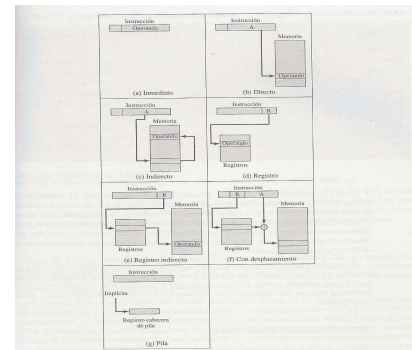 Instrucción
Operando
(a) Inmediato
Instrucción
A
Memoria
Operando
(b) Directo
Instrucción
A
Memoria
Operando
(c) Indirecto
Instrucción
R
Operando
Registros
(d) Registro
Instrucción
R
Memoria
Registros
Operando
(e) Registro indirecto
Instrucción
R A
Memoria
Registros
(f) Con desplazamiento
Instrucción
Implícita
Registro cabecera
de pila
(g) Pila